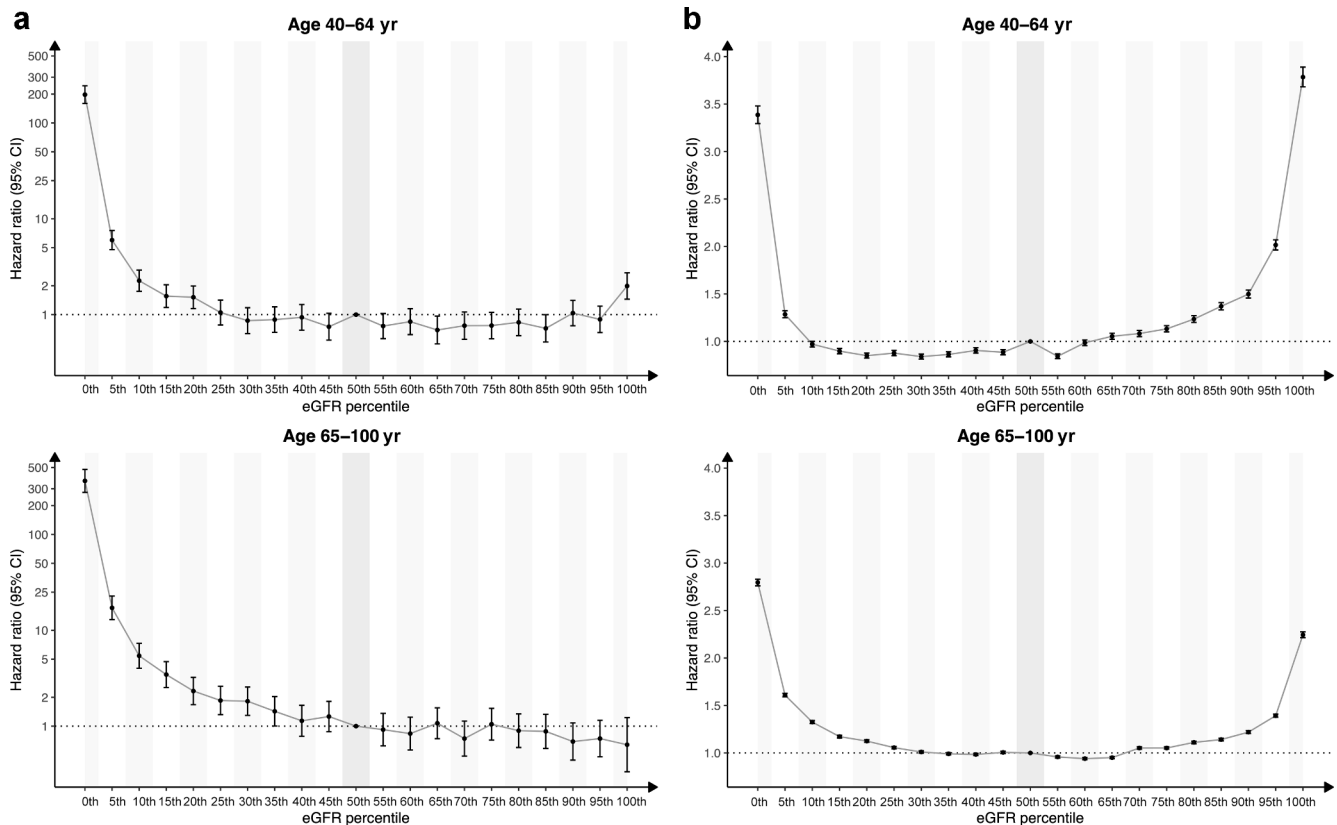 a
Age 40–64 yr
Hazard ratio (95% CI)
500
300
200
100
50
25
10
5
2
1
0th 5th 10th 15th 20th 25th 30th 35th 40th 45th 50th 55th 60th 65th 70th 75th 80th 85th 90th 95th 100th
eGFR percentile
b
Age 40–64 yr
Hazard ratio (95% CI)
4.0
3.5
3.0
2.5
2.0
1.5
1.0
0th 5th 10th 15th 20th 25th 30th 35th 40th 45th 50th 55th 60th 65th 70th 75th 80th 85th 90th 95th 100th
eGFR percentile
Age 65–100 yr
Hazard ratio (95% CI)
500
300
200
100
50
25
10
5
2
1
0th 5th 10th 15th 20th 25th 30th 35th 40th 45th 50th 55th 60th 65th 70th 75th 80th 85th 90th 95th 100th
eGFR percentile
Age 65–100 yr
Hazard ratio (95% CI)
4.0
3.5
3.0
2.5
2.0
1.5
1.0
0th 5th 10th 15th 20th 25th 30th 35th 40th 45th 50th 55th 60th 65th 70th 75th 80th 85th 90th 95th 100th
eGFR percentile